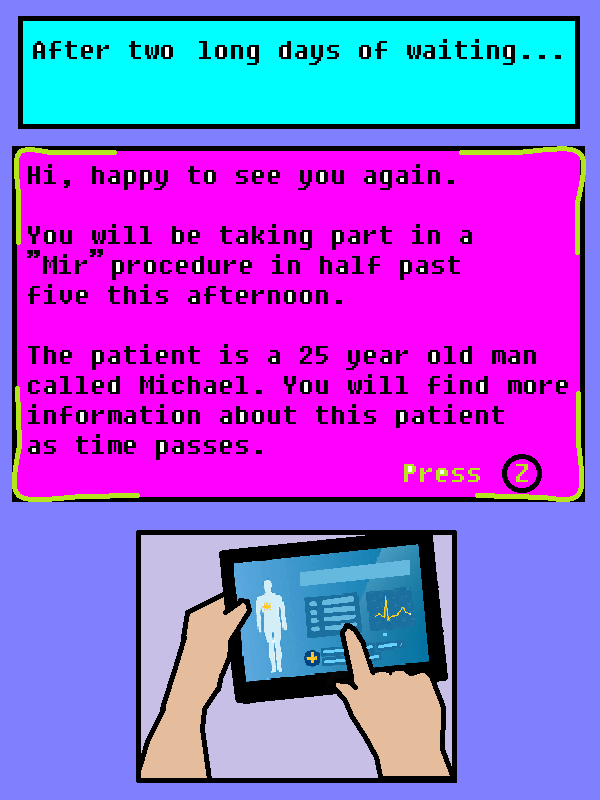 After two long days of waiting...
Hi, happy to see you again.
You will be taking part in a
"Mir" procedure in half past
five this afternoon.
The patient is a 25 year old man
called Michael. You will find more
information about this patient
as time passes.
Press Z